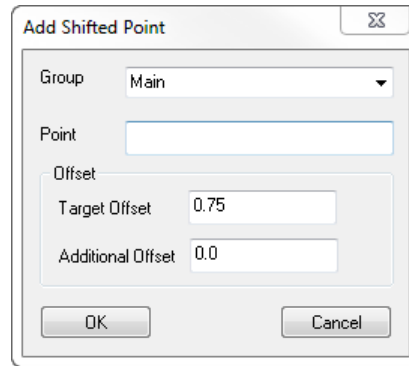 Add Shifted Point
Group Main
Point
Offset
Target Offset 0.75
Additional Offset 0.0
OK Cancel